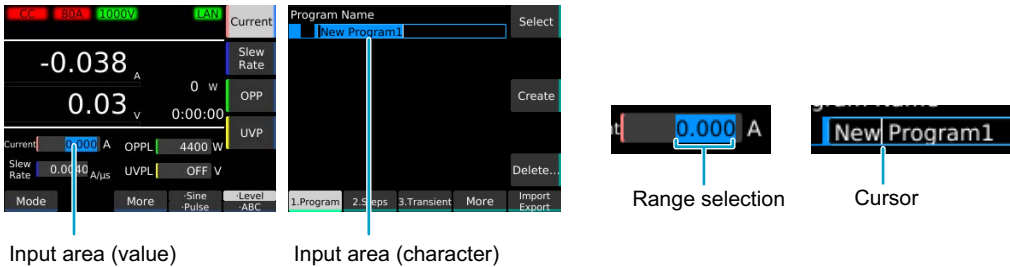 CC 80A 1000V LAN
Current
-0.038 A
Slew
Rate
0 W
OPP
0.03 V
0:00:00
UVP
Current 0.000 A OPPL 4400 W
Slew
Rate 0.0040 A/µs UVPL OFF V
Mode More ·Sine
·Pulse ·Level
·ABC
Input area (value)
Program Name
New Program1
Select
Create
Delete...
1.Program 2.Steps 3.Transient More Import
Export
Input area (character)
0.000 A
Range selection
New Program1
Cursor